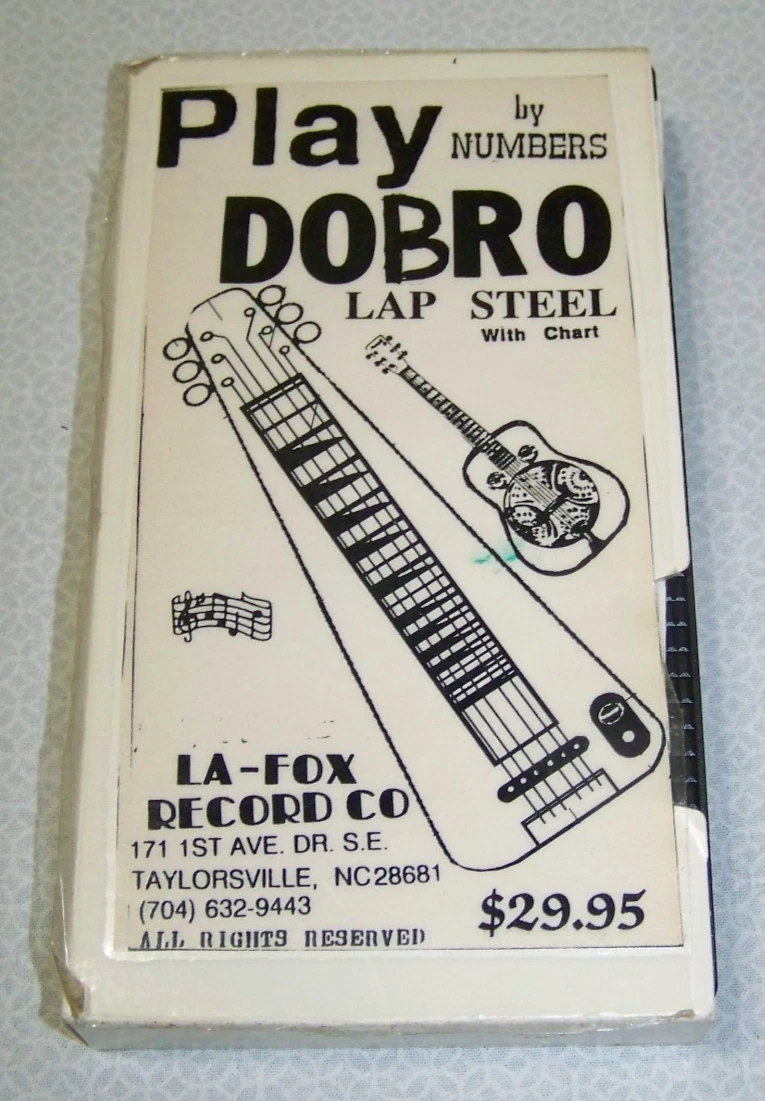 Play by NUMBERS
DOBRO
LAP STEEL
With Chart
LA-FOX
RECORD CO
171 1ST AVE. DR. S.E.
TAYLORSVILLE, NC28681
(704) 632-9443
ALL RIGHTS RESERVED
$29.95